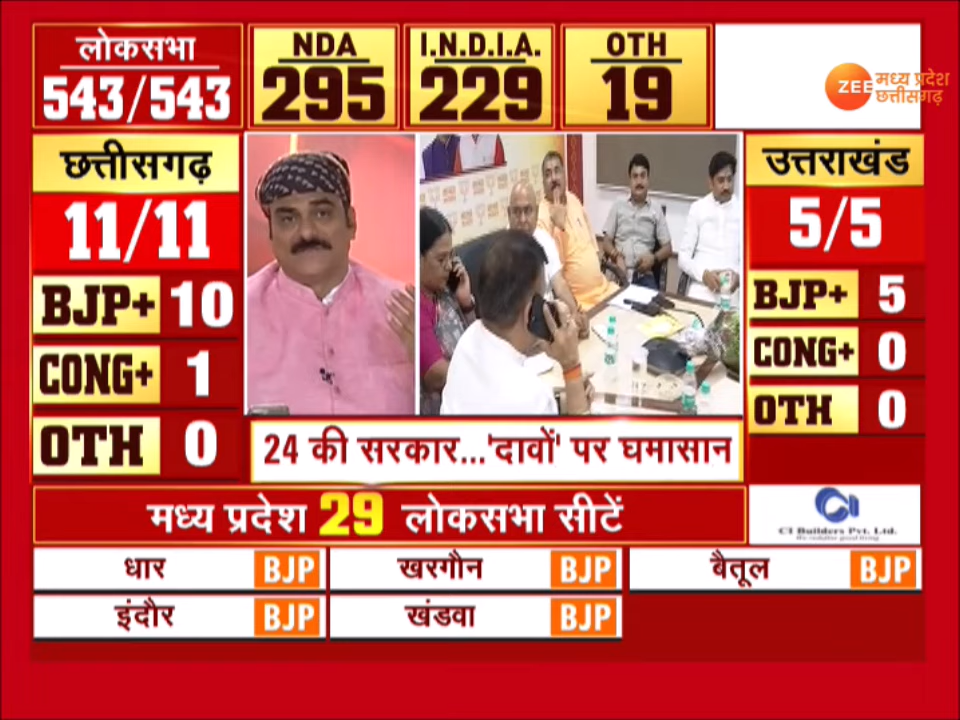 लोकसभा
543/543
NDA
295
I.N.D.I.A.
229
OTH
19
ZEE मध्य प्रदेश
छत्तीसगढ़
छत्तीसगढ़
11/11
BJP+ 10
CONG+ 1
OTH 0
उत्तराखंड
5/5
BJP+ 5
CONG+ 0
OTH 0
24 की सरकार...'दावों' पर घमासान
मध्य प्रदेश 29 लोकसभा सीटें
CI Builders Pvt. Ltd.
धार BJP खरगौन BJP बैतूल BJP
इंदौर BJP खंडवा BJP